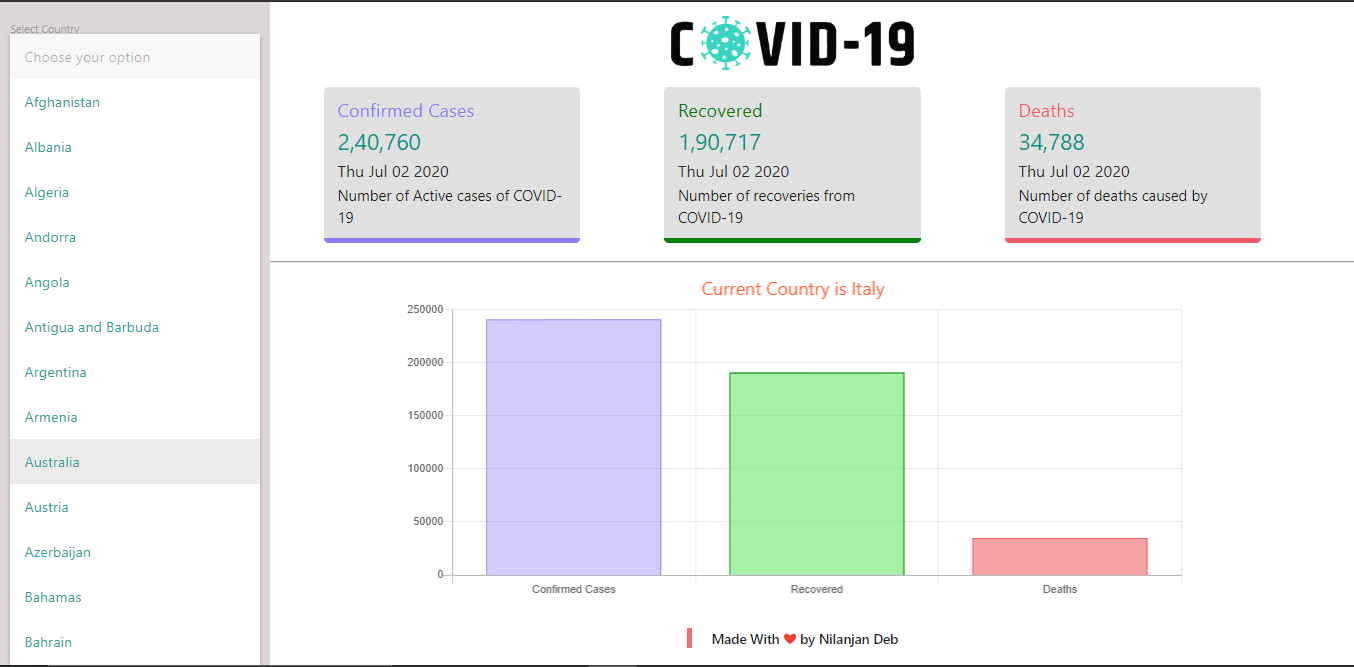 Select Country
Choose your option
Afghanistan
Albania
Algeria
Andorra
Angola
Antigua and Barbuda
Argentina
Armenia
Australia
Austria
Azerbaijan
Bahamas
Bahrain
COVID-19
Confirmed Cases
2,40,760
Thu Jul 02 2020
Number of Active cases of COVID-
19
Recovered
1,90,717
Thu Jul 02 2020
Number of recoveries from
COVID-19
Deaths
34,788
Thu Jul 02 2020
Number of deaths caused by
COVID-19
Current Country is Italy
250000
200000
150000
100000
50000
0
Confirmed Cases
Recovered
Deaths
Made With ❤ by Nilanjan Deb